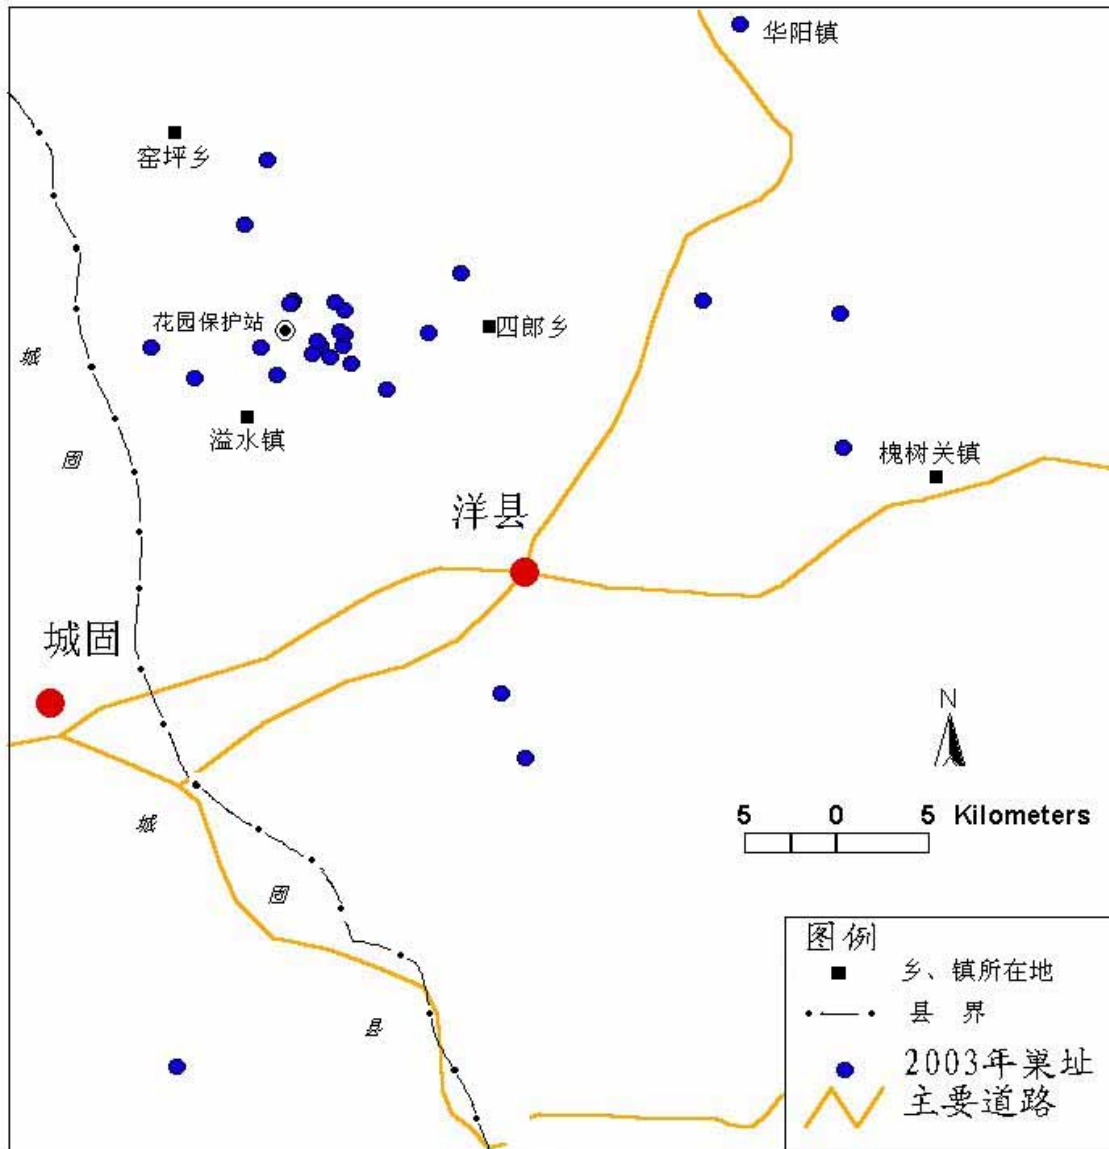 华阳镇
窑坪乡
花园保护站
四郎乡
城
固
溢水镇
槐树关镇
洋县
城固
N
5 0 5 Kilometers
城
固
县
图例
乡、镇所在地
县 界
2003年巢址
主要道路